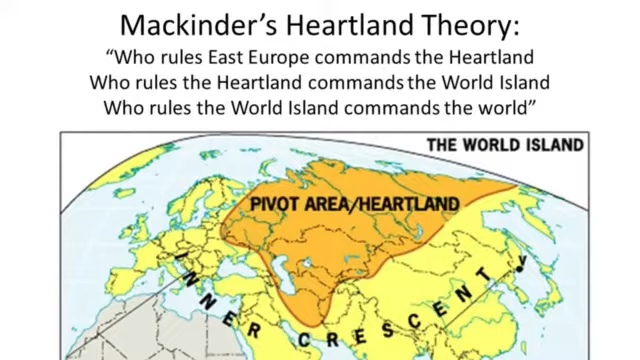 Mackinder's Heartland Theory:
“Who rules East Europe commands the Heartland
Who rules the Heartland commands the World Island
Who rules the World Island commands the world”
THE WORLD ISLAND
PIVOT AREA/HEARTLAND
INNER CRESCENT